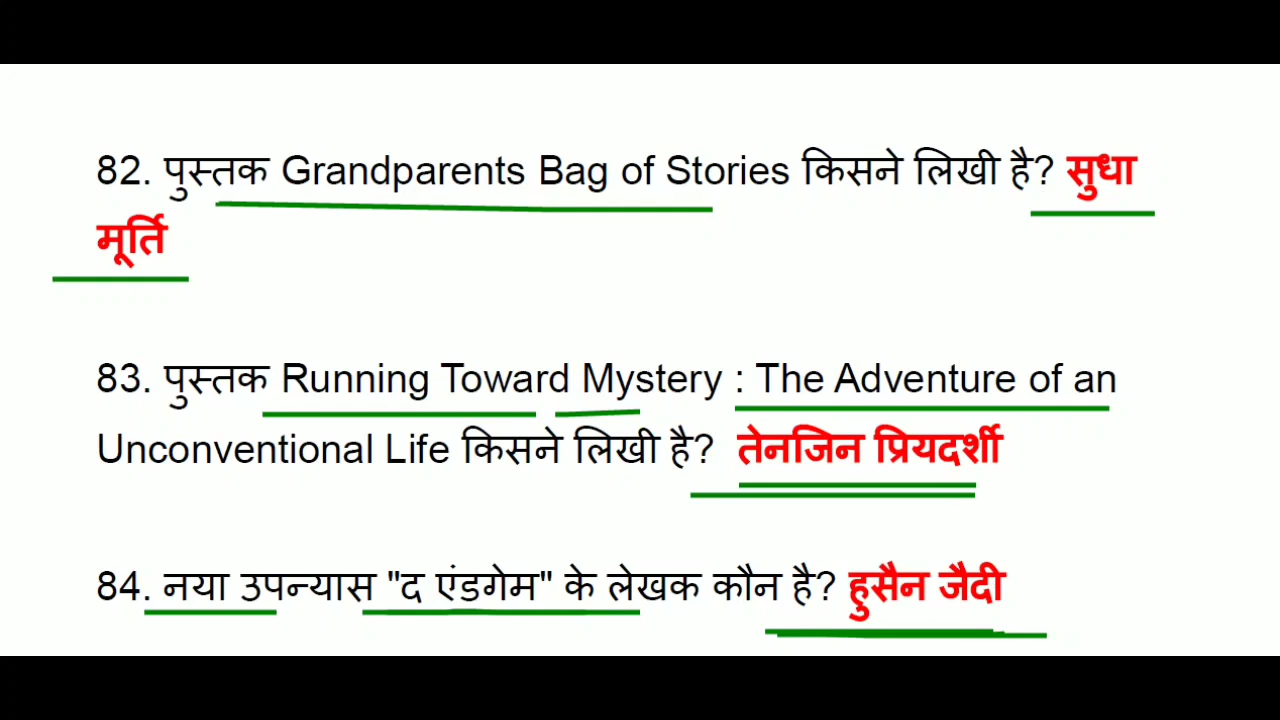 82. पुस्तक Grandparents Bag of Stories किसने लिखी है? सुधा
मूर्ति
83. पुस्तक Running Toward Mystery : The Adventure of an
Unconventional Life किसने लिखी है? तेनजिन प्रियदर्शी
84. नया उपन्यास "द एंडगेम" के लेखक कौन है? हुसैन जैदी